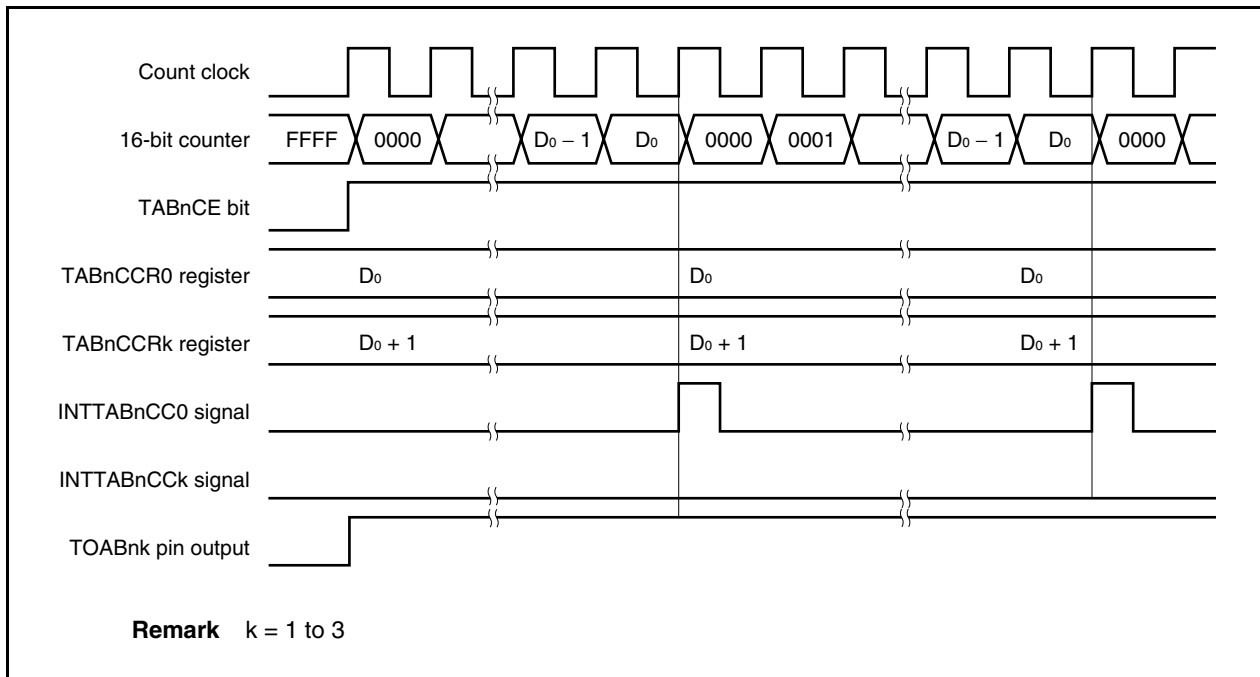 Count clock
16-bit counter FFFF 0000 D₀ − 1 D₀ 0000 0001 D₀ − 1 D₀ 0000
TABnCE bit
TABnCCR0 register D₀ D₀ D₀
TABnCCRk register D₀ + 1 D₀ + 1 D₀ + 1
INTTABnCC0 signal
INTTABnCCk signal
TOABnk pin output
Remark k = 1 to 3